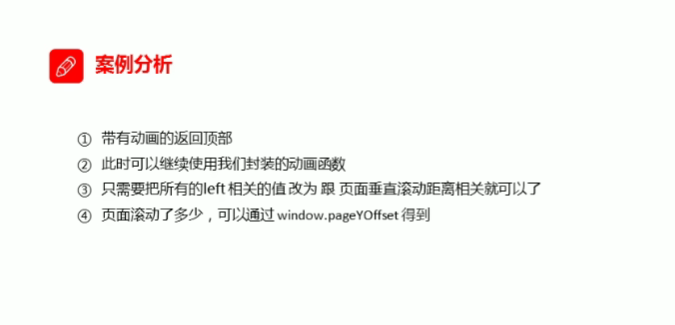 案例分析
① 带有动画的返回顶部
② 此时可以继续使用我们封装的动画函数
③ 只需要把所有的left 相关的值 改为 跟 页面垂直滚动距离相关就可以了
④ 页面滚动了多少，可以通过 window.pageYOffset 得到